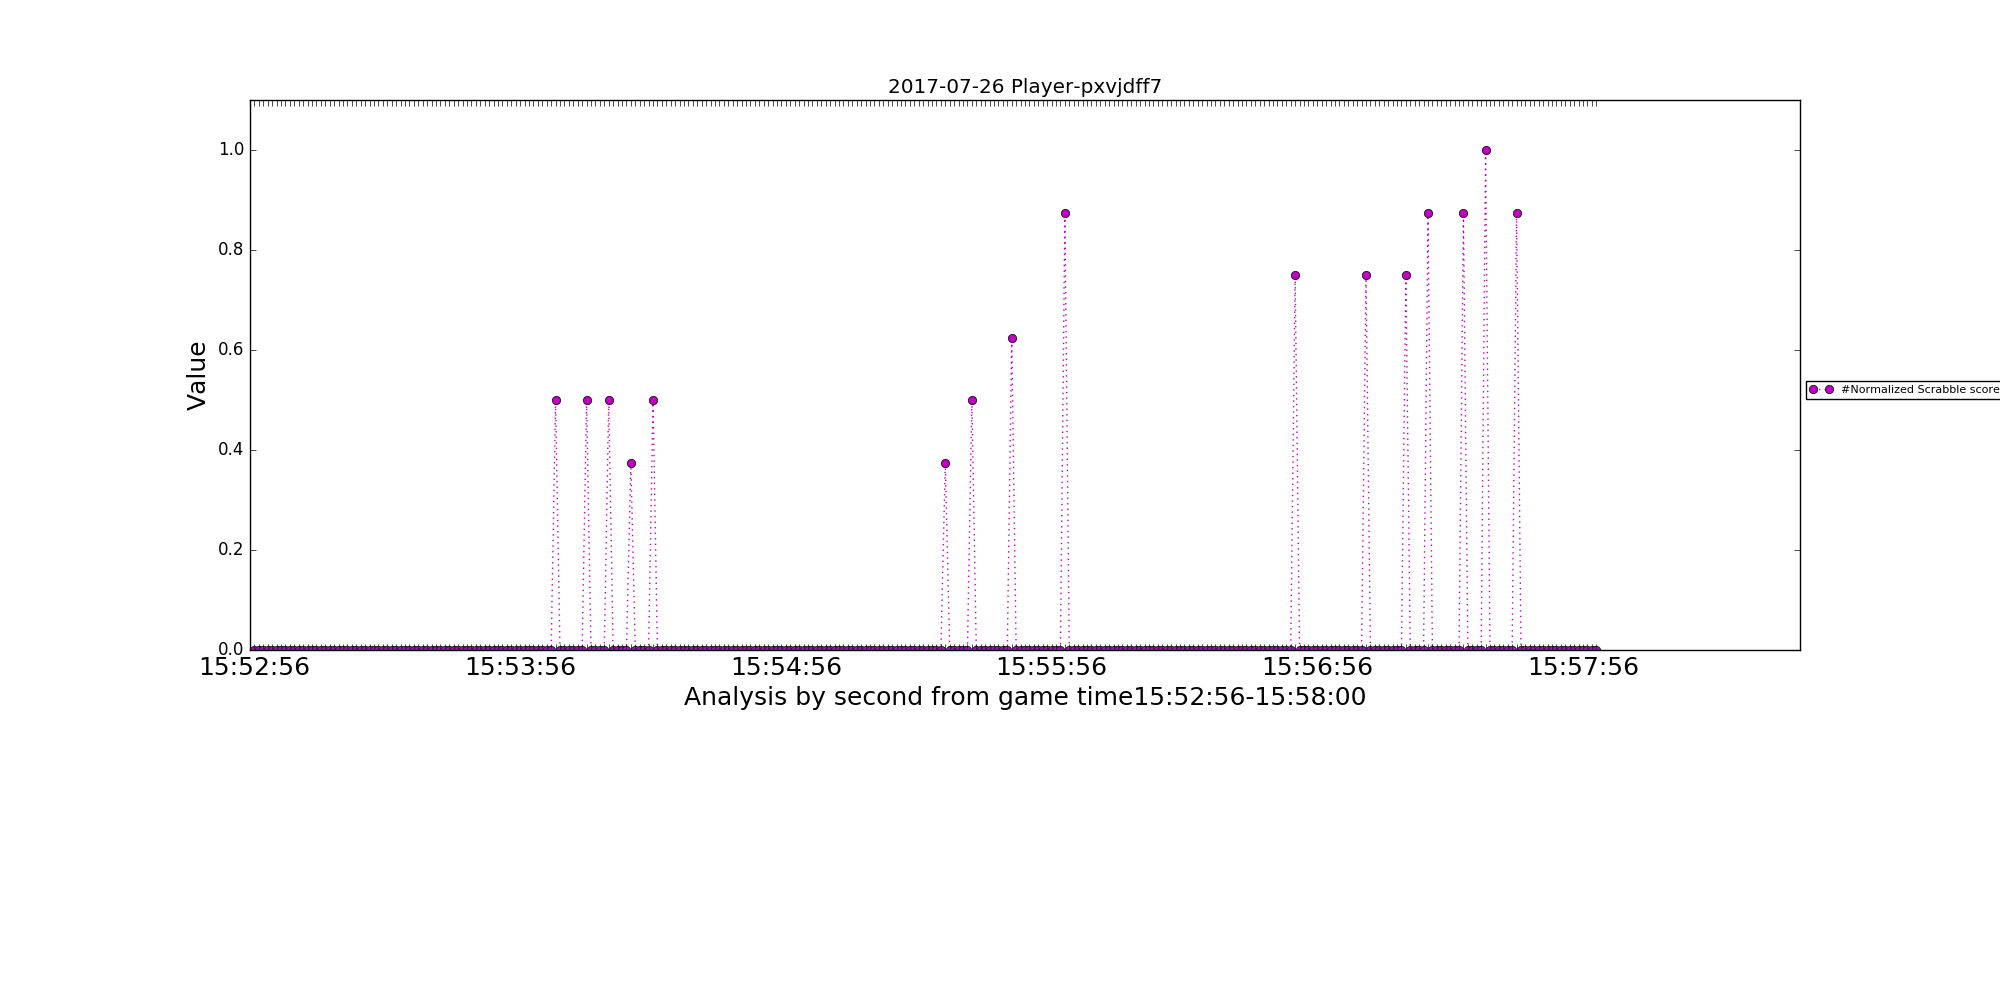 2017-07-26 Player-pxvjdff7
1.0
0.8
0.6
0.4
0.2
0.0
Value
#Normalized Scrabble score
15:52:56 15:53:56 15:54:56 15:55:56 15:56:56 15:57:56
Analysis by second from game time15:52:56-15:58:00